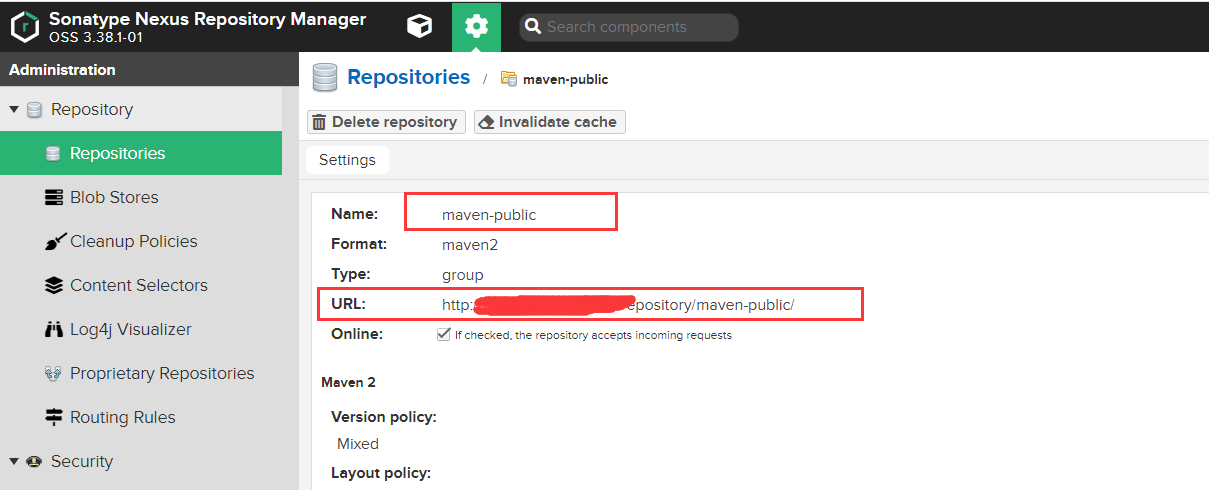 Sonatype Nexus Repository Manager
OSS 3.38.1-01
Search components
Administration
Repository
Repositories
Blob Stores
Cleanup Policies
Content Selectors
Log4j Visualizer
Proprietary Repositories
Routing Rules
Security
Repositories / maven-public
Delete repository Invalidate cache
Settings
Name: maven-public
Format: maven2
Type: group
URL: http: epository/maven-public/
Online: If checked, the repository accepts incoming requests
Maven 2
Version policy:
Mixed
Layout policy: